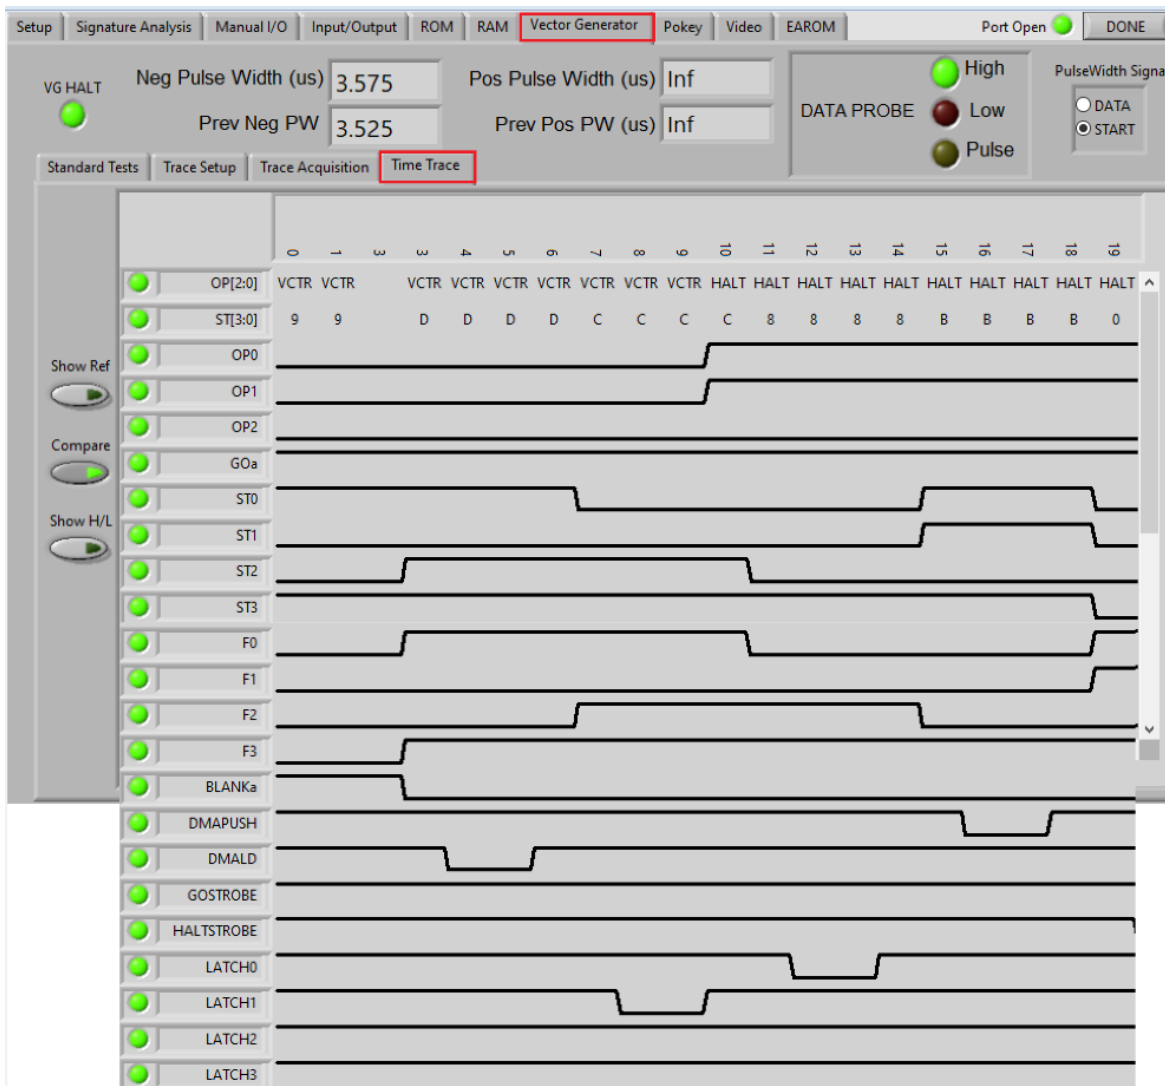 Setup Signature Analysis Manual I/O Input/Output ROM RAM Vector Generator Pokey Video EAROM Port Open DONE
VG HALT
Neg Pulse Width (us) 3.575
Prev Neg PW 3.525
Pos Pulse Width (us) Inf
Prev Pos PW (us) Inf
DATA PROBE
High
Low
Pulse
PulseWidth Signa
DATA
START
Standard Tests Trace Setup Trace Acquisition Time Trace
0 1 3 3 4 5 6 7 8 9 10 11 12 13 14 15 16 17 18 19
OP[2:0] VCTR VCTR VCTR VCTR VCTR VCTR VCTR VCTR VCTR HALT HALT HALT HALT HALT HALT HALT HALT HALT HALT
ST[3:0] 9 9 D D D D C C C C 8 8 8 8 B B B B 0
Show Ref
Compare
Show H/L
OP0
OP1
OP2
GOa
ST0
ST1
ST2
ST3
F0
F1
F2
F3
BLANKa
DMAPUSH
DMALD
GOSTROBE
HALTSTROBE
LATCH0
LATCH1
LATCH2
LATCH3